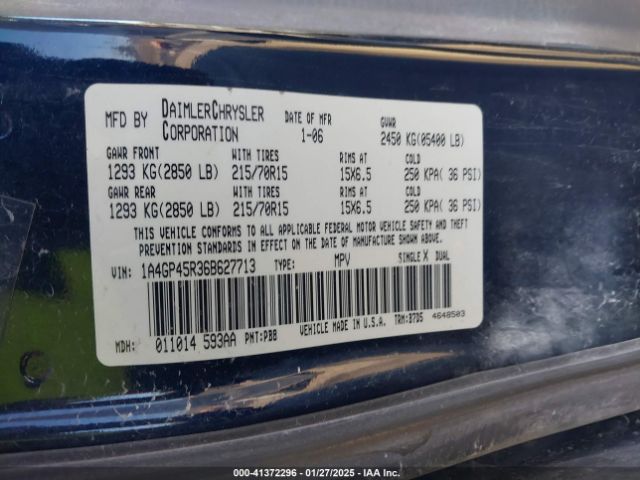 MFD BY DAIMLERCHRYSLER CORPORATION DATE OF MFR 1-06 GVWR 2450 KG(05400 LB)
GAWR FRONT WITH TIRES RIMS AT COLD
1293 KG(2850 LB) 215/70R15 15X6.5 250 KPA( 36 PSI)
GAWR REAR WITH TIRES RIMS AT COLD
1293 KG(2850 LB) 215/70R15 15X6.5 250 KPA( 36 PSI)
THIS VEHICLE CONFORMS TO ALL APPLICABLE FEDERAL MOTOR VEHICLE SAFETY AND THEFT
PREVENTION STANDARDS IN EFFECT ON THE DATE OF MANUFACTURE SHOWN ABOVE.
VIN: 1A4GP45R36B627713 TYPE: MPV SINGLE X DUAL
MDH: 011014 593AA PNT:PB8 VEHICLE MADE IN U.S.A. TRM:B7D5 4648503
000-41372296 - 01/27/2025 - IAA Inc.